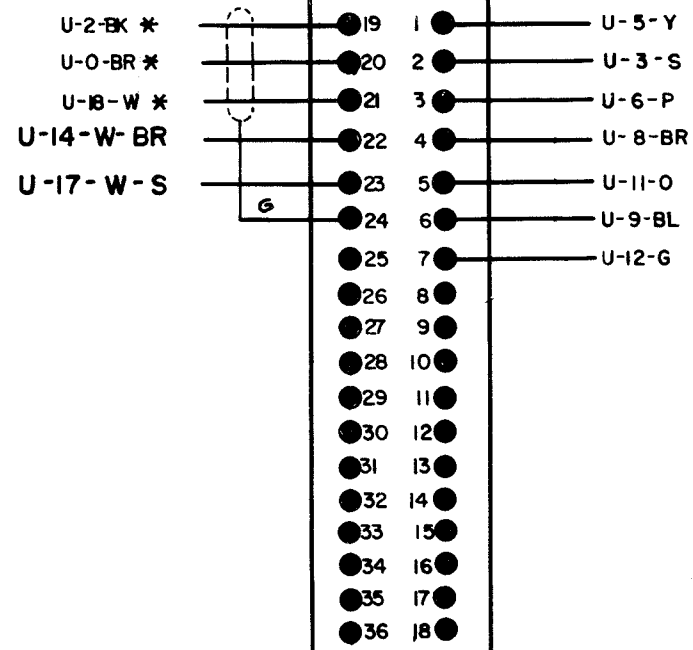 U-2-BK * 19 1 U-5-Y
U-0-BR * 20 2 U-3-S
U-18-W * 21 3 U-6-P
U-14-W-BR 22 4 U-8-BR
U-17-W-S 23 5 U-11-O
G 24 6 U-9-BL
25 7 U-12-G
26 8
27 9
28 10
29 11
30 12
31 13
32 14
33 15
34 16
35 17
36 18